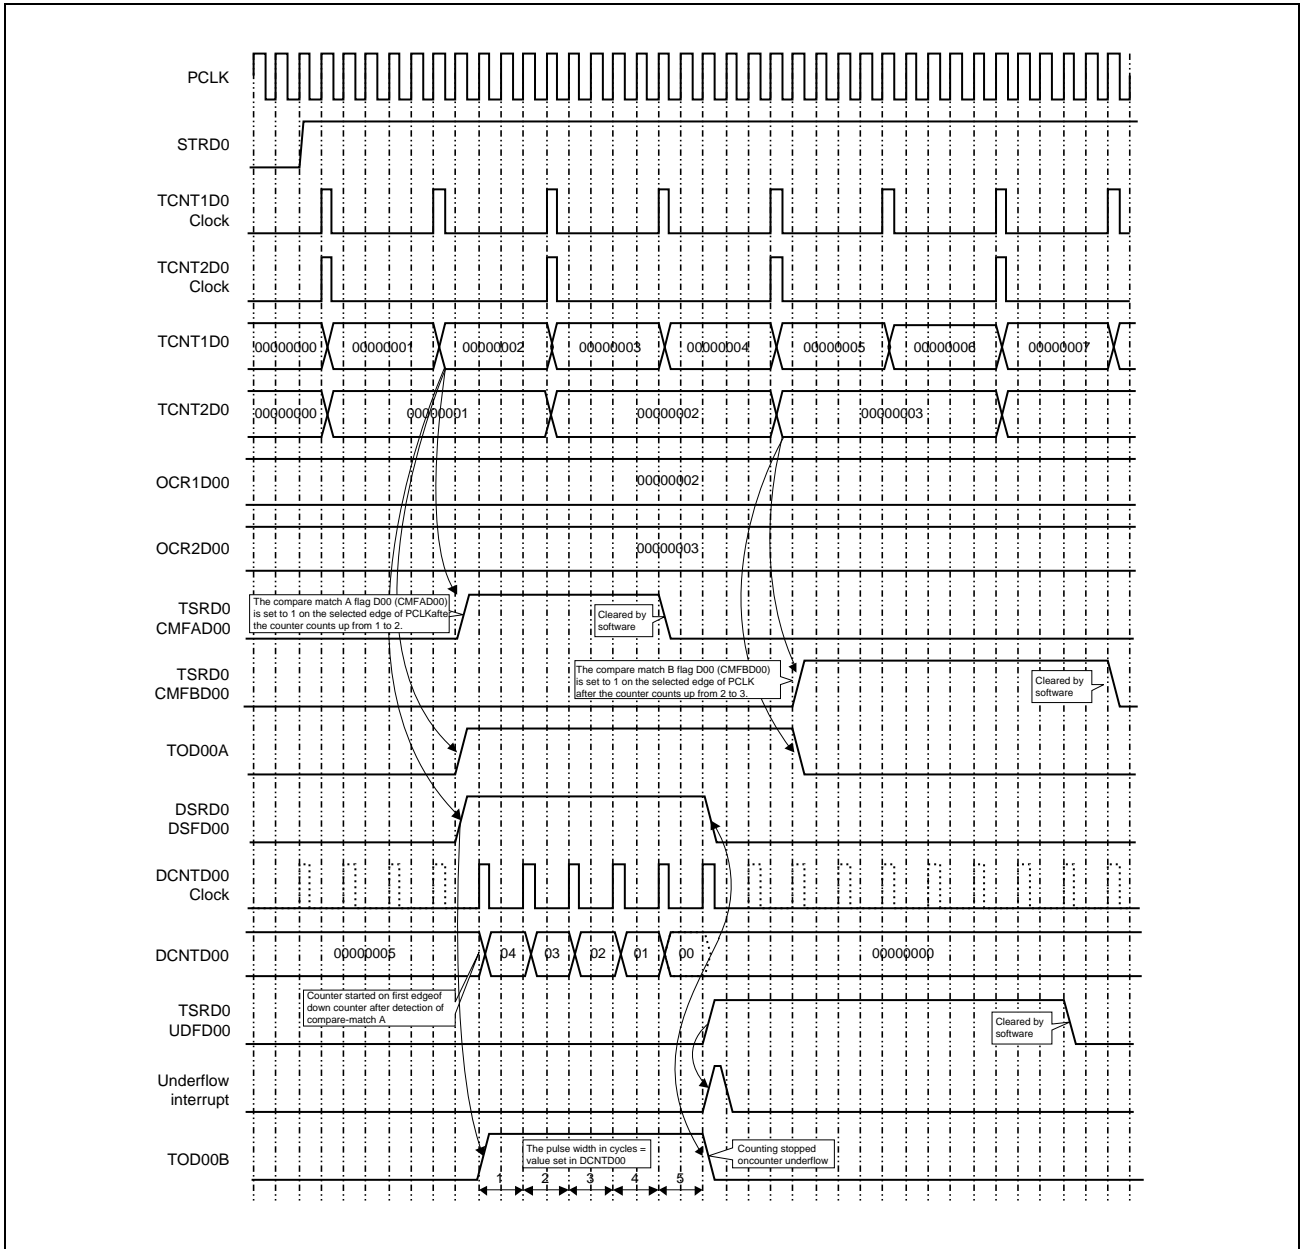 PCLK
STRD0
TCNT1D0
Clock
TCNT2D0
Clock
TCNT1D0
00000000 00000001 00000002 00000003 00000004 00000005 00000006 00000007
TCNT2D0
00000000 00000001 00000002 00000003
OCR1D00
00000002
OCR2D00
00000003
TSRD0
CMFAD00
The compare match A flag D00 (CMFAD00)
is set to 1 on the selected edge of PCLKafte
the counter counts up from 1 to 2.
Cleared by
software
TSRD0
CMFBD00
The compare match B flag D00 (CMFBD00)
is set to 1 on the selected edge of PCLK
after the counter counts up from 2 to 3.
Cleared by
software
TOD00A
DSRD0
DSFD00
DCNTD00
Clock
DCNTD00
00000005 04 03 02 01 00 00000000
Counter started on first edgeof
down counter after detection of
compare-match A
TSRD0
UDFD00
Cleared by
software
Underflow
interrupt
TOD00B
The pulse width in cycles =
value set in DCNTD00
Counting stopped
oncounter underflow
1 2 3 4 5